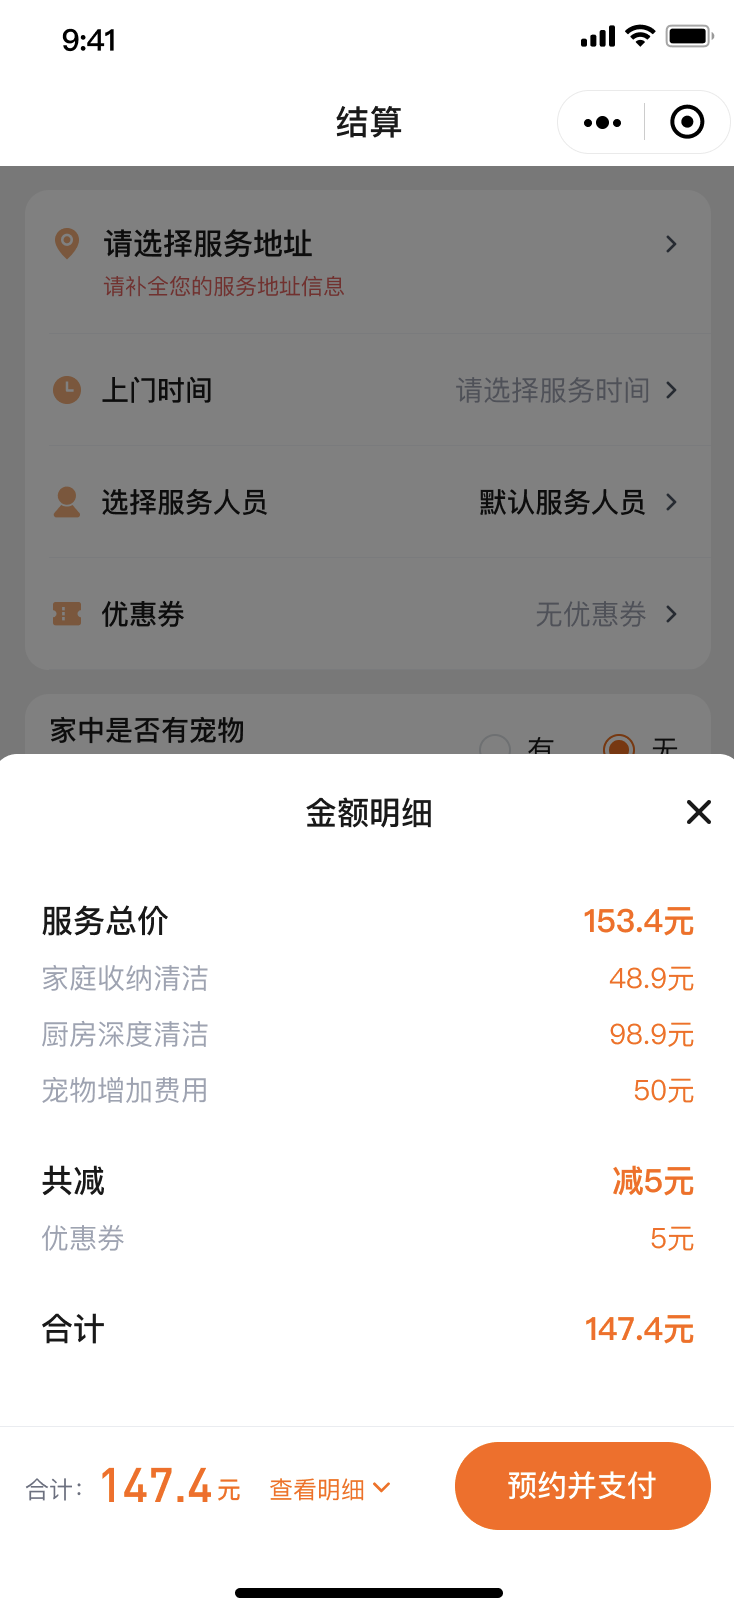 9:41
结算
请选择服务地址
请补全您的服务地址信息
上门时间 请选择服务时间
选择服务人员 默认服务人员
优惠券 无优惠券
家中是否有宠物 有 无
金额明细
服务总价 153.4元
家庭收纳清洁 48.9元
厨房深度清洁 98.9元
宠物增加费用 50元
共减 减5元
优惠券 5元
合计 147.4元
合计: 147.4元 查看明细 预约并支付